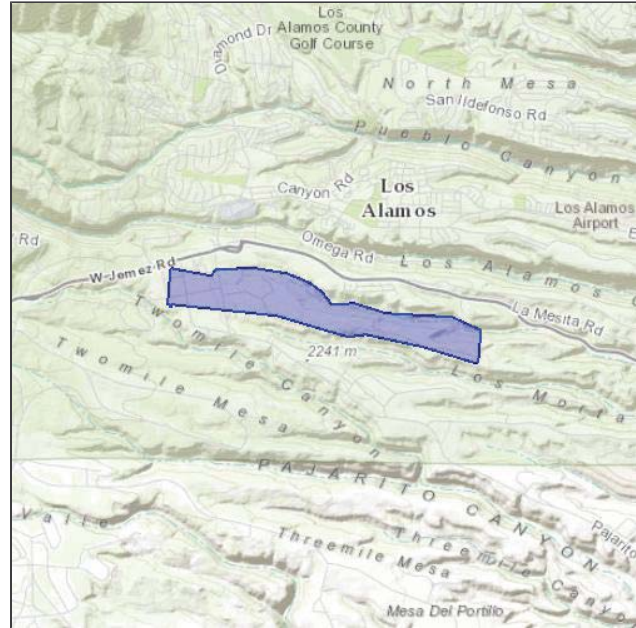 Los
Alamos County
Golf Course
Diamond Dr
North Mesa
San Ildefonso Rd
Pueblo Canyon
Canyon Rd
Los
Alamos
Los Alamos
Airport
Rd
Omega Rd
Los Alamos
W Jemez Rd
La Mesita Rd
Twomile Canyon
2241 m
Twomile Mesa
Los Morta
PAJARITO CANYON
Valle
Pajarito
Threemile Mesa
Threemile Canyo
Mesa Del Portillo